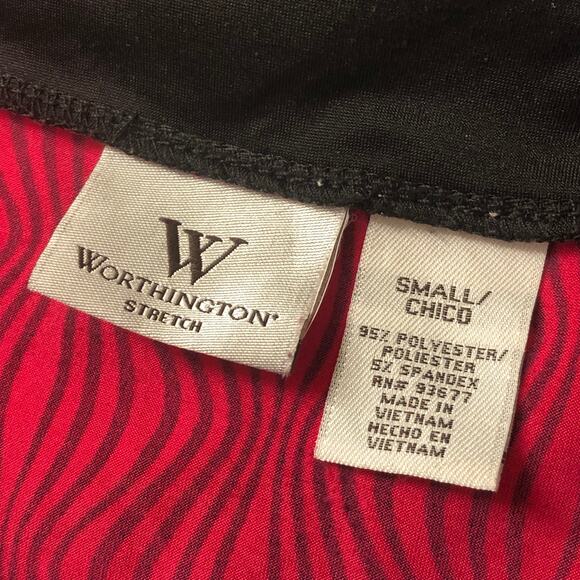 W
WORTHINGTON
STRETCH
SMALL/
CHICO
95% POLYESTER/
POLIESTER
5% SPANDEX
RN# 93677
MADE IN
VIETNAM
HECHO EN
VIETNAM